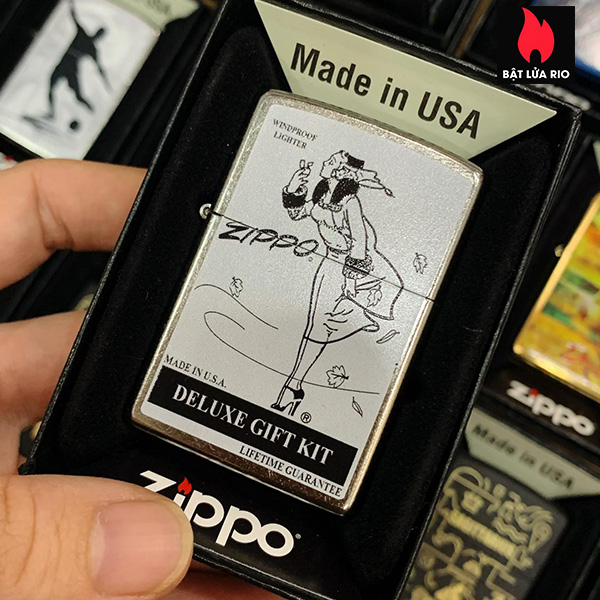 BẬT LỬA RIO
Made in USA
WINDPROOF
LIGHTER
ZIPPO
MADE IN U.S.A.
DELUXE GIFT KIT
®
LIFETIME GUARANTEE
zippo
zippo
Made in USA